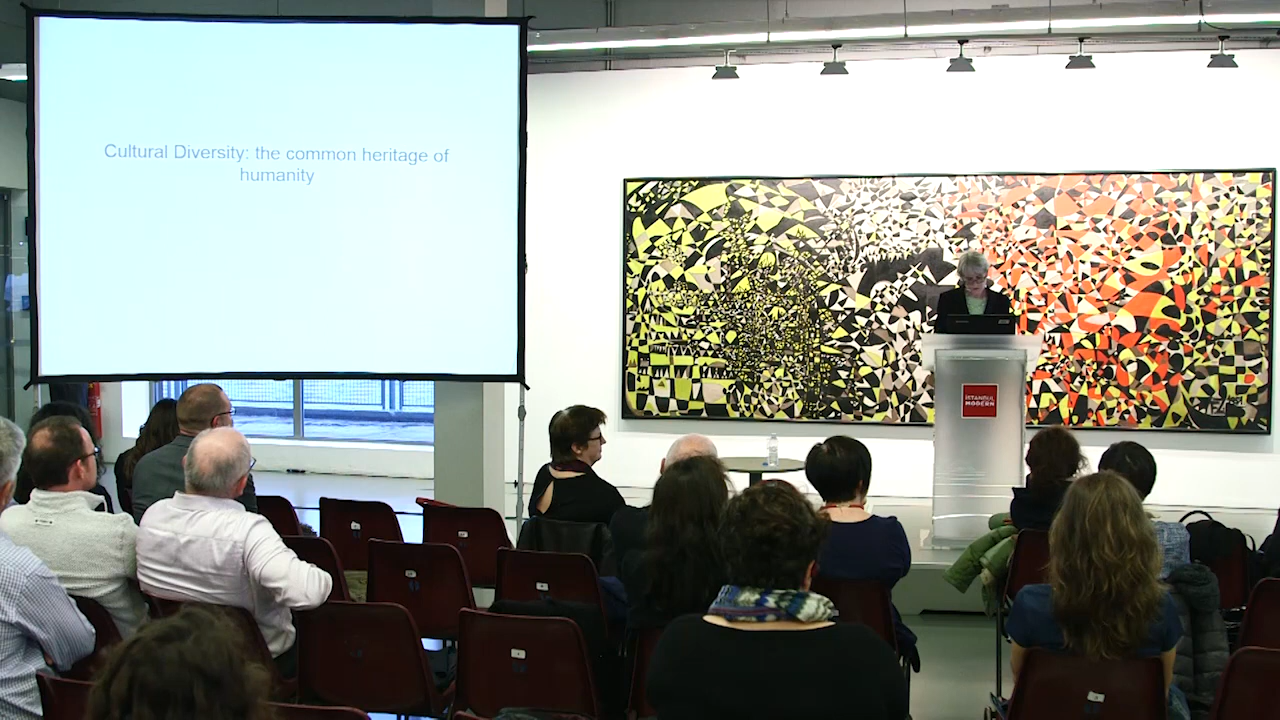 Cultural Diversity: the common heritage of
humanity
İSTANBUL
MODERN